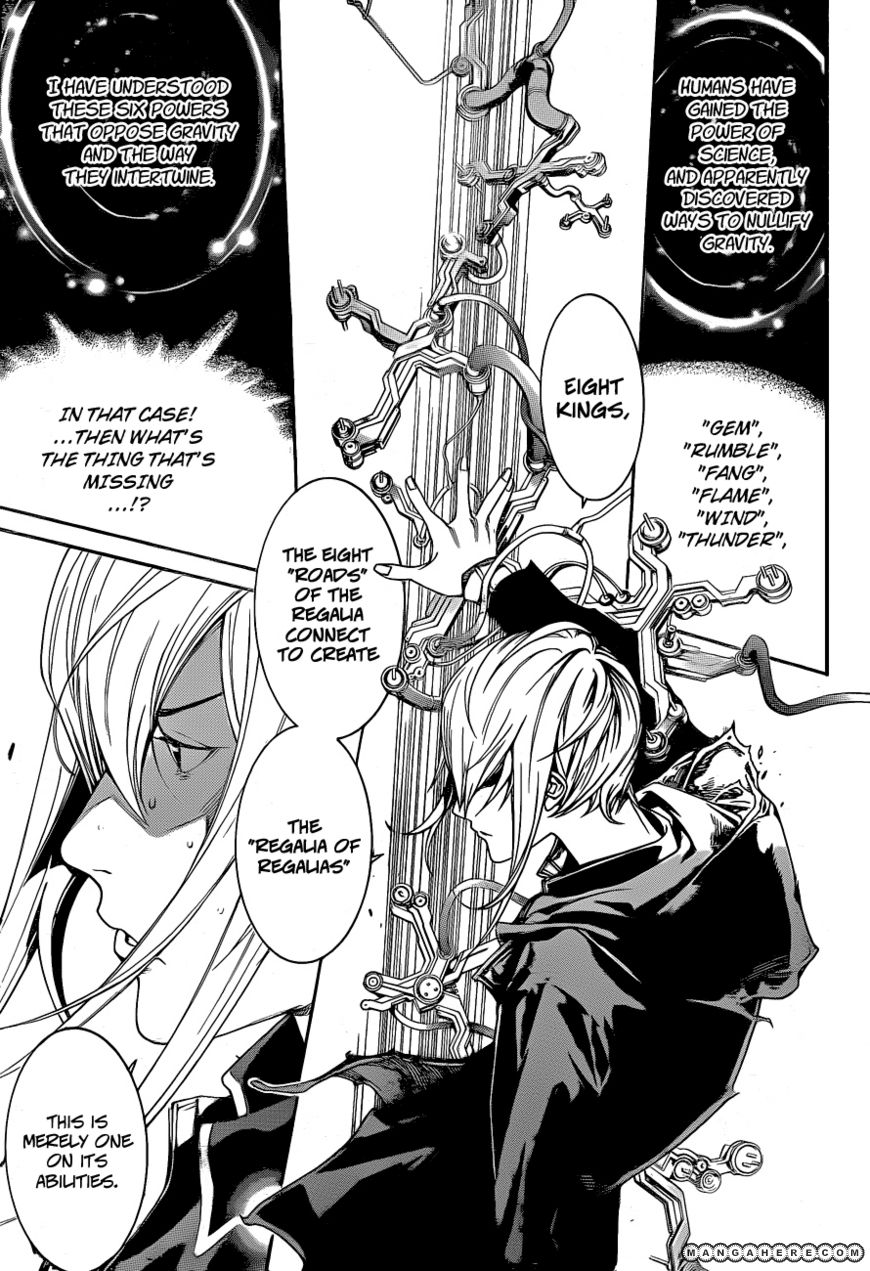 HUMANS HAVE
GAINED THE
POWER OF
SCIENCE,
AND APPARENTLY
DISCOVERED
WAYS TO NULLIFY
GRAVITY.
"GEM",
"RUMBLE",
"FANG",
"FLAME",
"WIND",
"THUNDER",
I HAVE UNDERSTOOD
THESE SIX POWERS
THAT OPPOSE GRAVITY
AND THE WAY
THEY INTERTWINE.
IN THAT CASE!
...THEN WHAT'S
THE THING THAT'S
MISSING
...!?
EIGHT
KINGS,
THE EIGHT
"ROADS"
OF THE
REGALIA
CONNECT
TO CREATE
THE
"REGALIA OF
REGALIAS"
THIS IS
MERELY ONE
ON ITS
ABILITIES.
MANGAHERE.COM